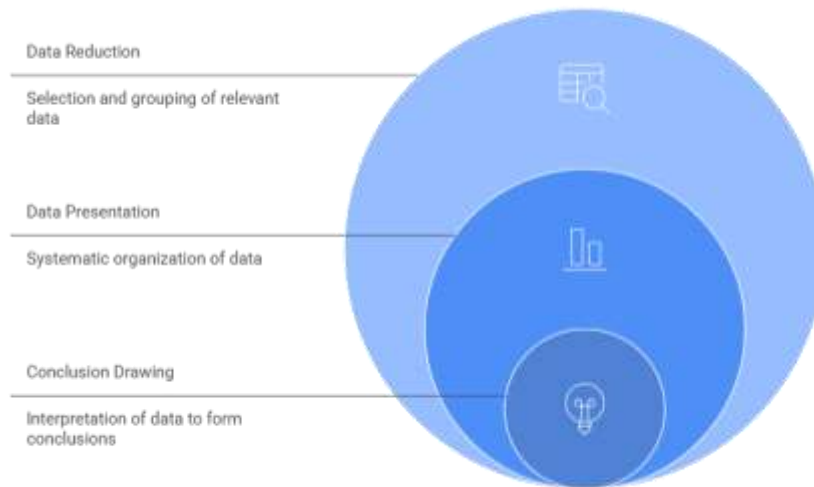 Data Reduction
Selection and grouping of relevant
data
Data Presentation
Systematic organization of data
Conclusion Drawing
Interpretation of data to form
conclusions